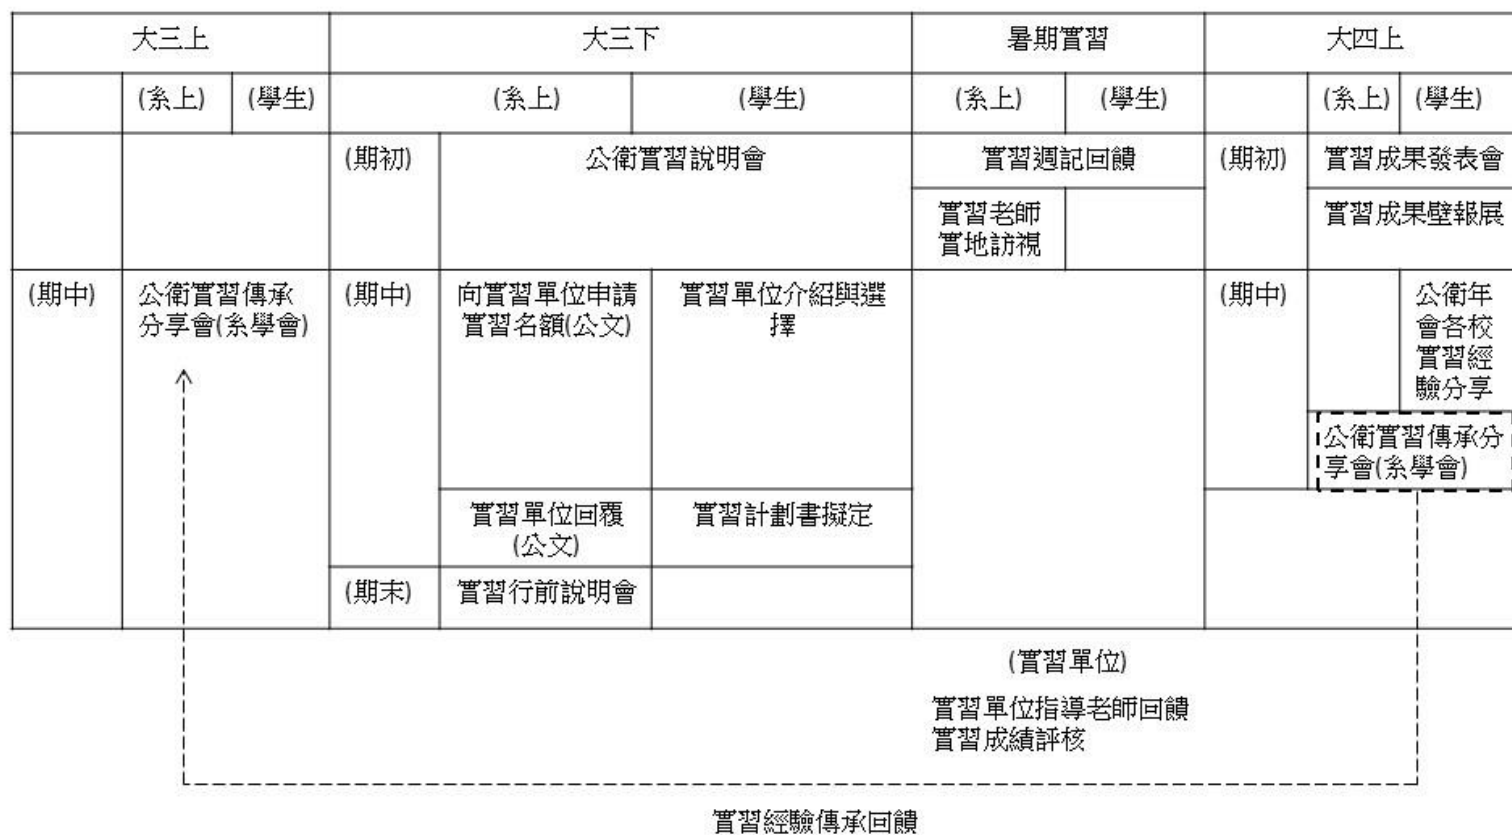 大三上 大三下 暑期實習 大四上
(系上) (學生) (系上) (學生) (系上) (學生) (系上) (學生)
(期初) 公衛實習說明會 實習週記回饋 (期初) 實習成果發表會
實習老師
實地訪視
實習成果壁報展
(期中)
公衛實習傳承
分享會(系學會)
(期中)
向實習單位申請
實習名額(公文)
實習單位介紹與選
擇
(期中)
公衛年
會各校
實習經
驗分享
公衛實習傳承分
享會(系學會)
實習單位回覆
(公文)
實習計劃書擬定
(期末) 實習行前說明會
(實習單位)
實習單位指導老師回饋
實習成績評核
實習經驗傳承回饋